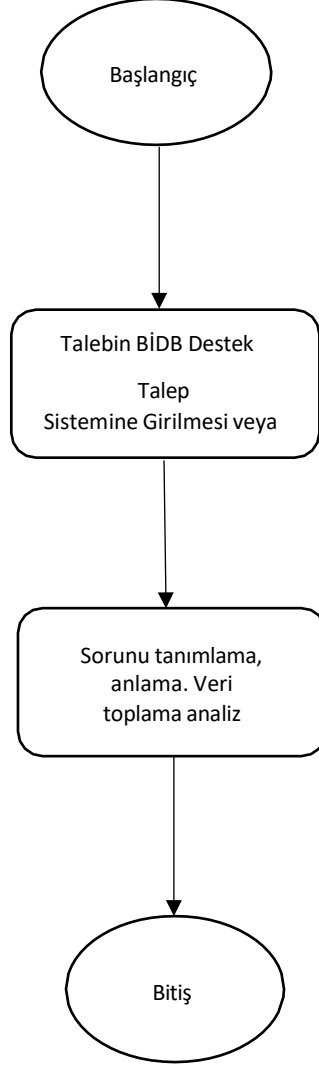 Başlangıç
Talebin BİDB Destek
Talep
Sistemine Girilmesi veya
Sorunu tanımlama,
anlama. Veri
toplama analiz
Bitiş